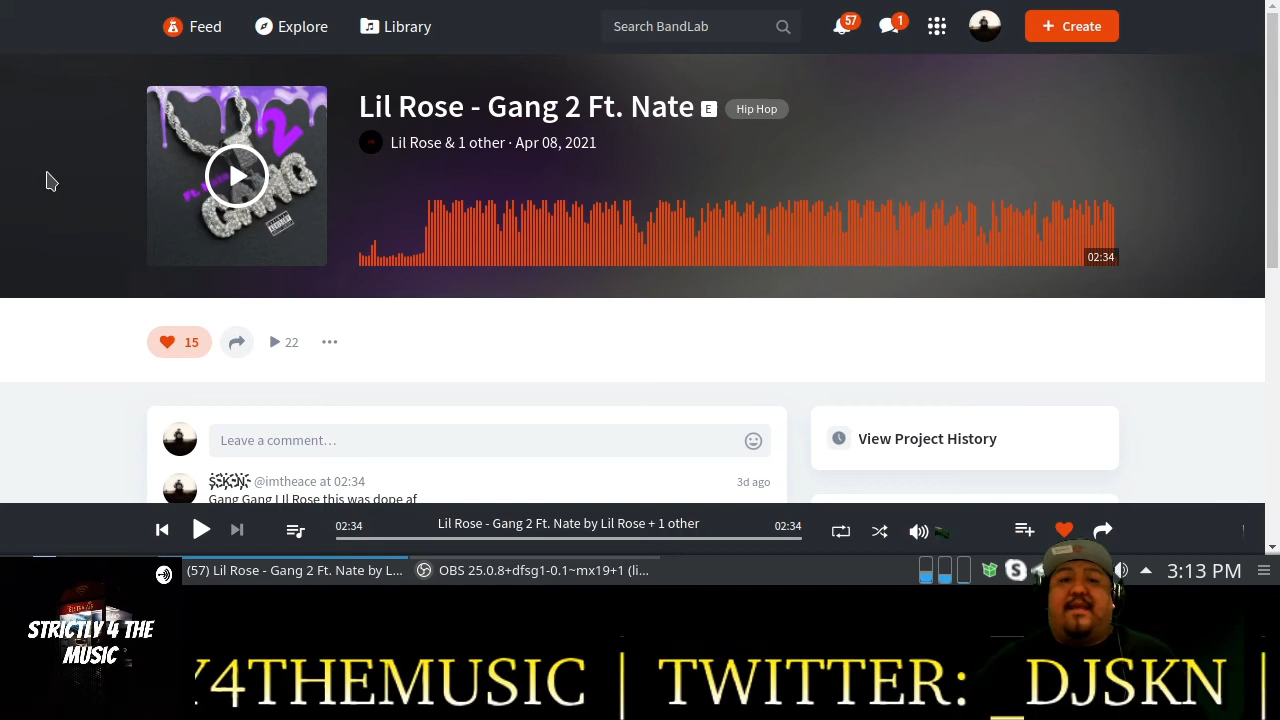 Feed
Explore
Library
Search BandLab
57
1
+ Create
2
GANG
Lil Rose - Gang 2 Ft. Nate E Hip Hop
Lil Rose & 1 other · Apr 08, 2021
02:34
15
22
Leave a comment…
View Project History
@imtheace at 02:34
3d ago
Gang Gang LIl Rose this was dope af
02:34
Lil Rose - Gang 2 Ft. Nate by Lil Rose + 1 other
02:34
(57) Lil Rose - Gang 2 Ft. Nate by L...
OBS 25.0.8+dfsg1-0.1~mx19+1 (li...
3:13 PM
STRICTLY 4 THE
MUSIC
Y4THEMUSIC | TWITTER: _DJSKN |